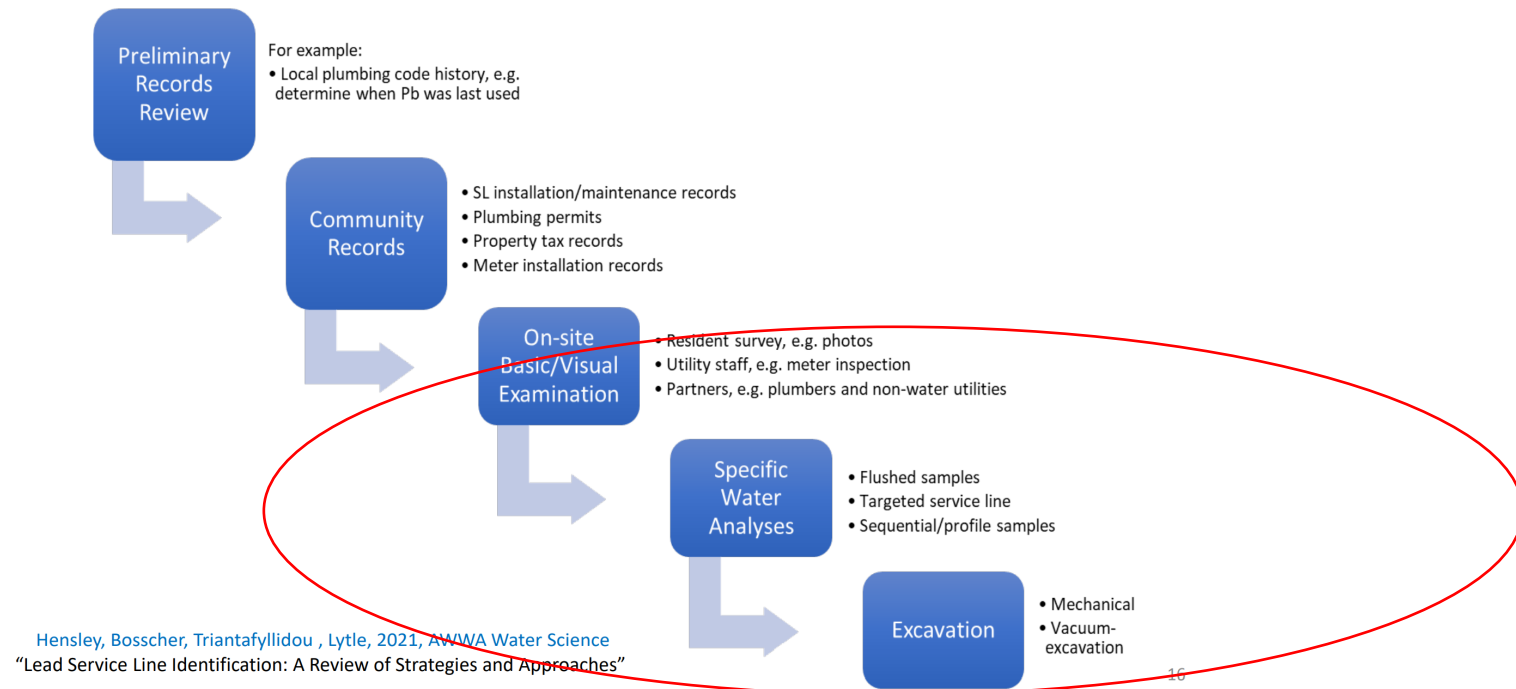 Preliminary
Records
Review
For example:
• Local plumbing code history, e.g.
determine when Pb was last used
Community
Records
• SL installation/maintenance records
• Plumbing permits
• Property tax records
• Meter installation records
On-site
Basic/Visual
Examination
• Resident survey, e.g. photos
• Utility staff, e.g. meter inspection
• Partners, e.g. plumbers and non-water utilities
Specific
Water
Analyses
• Flushed samples
• Targeted service line
• Sequential/profile samples
Excavation
• Mechanical
• Vacuum-
excavation
Hensley, Bosscher, Triantafyllidou , Lytle, 2021, AWWA Water Science
“Lead Service Line Identification: A Review of Strategies and Approaches”
16